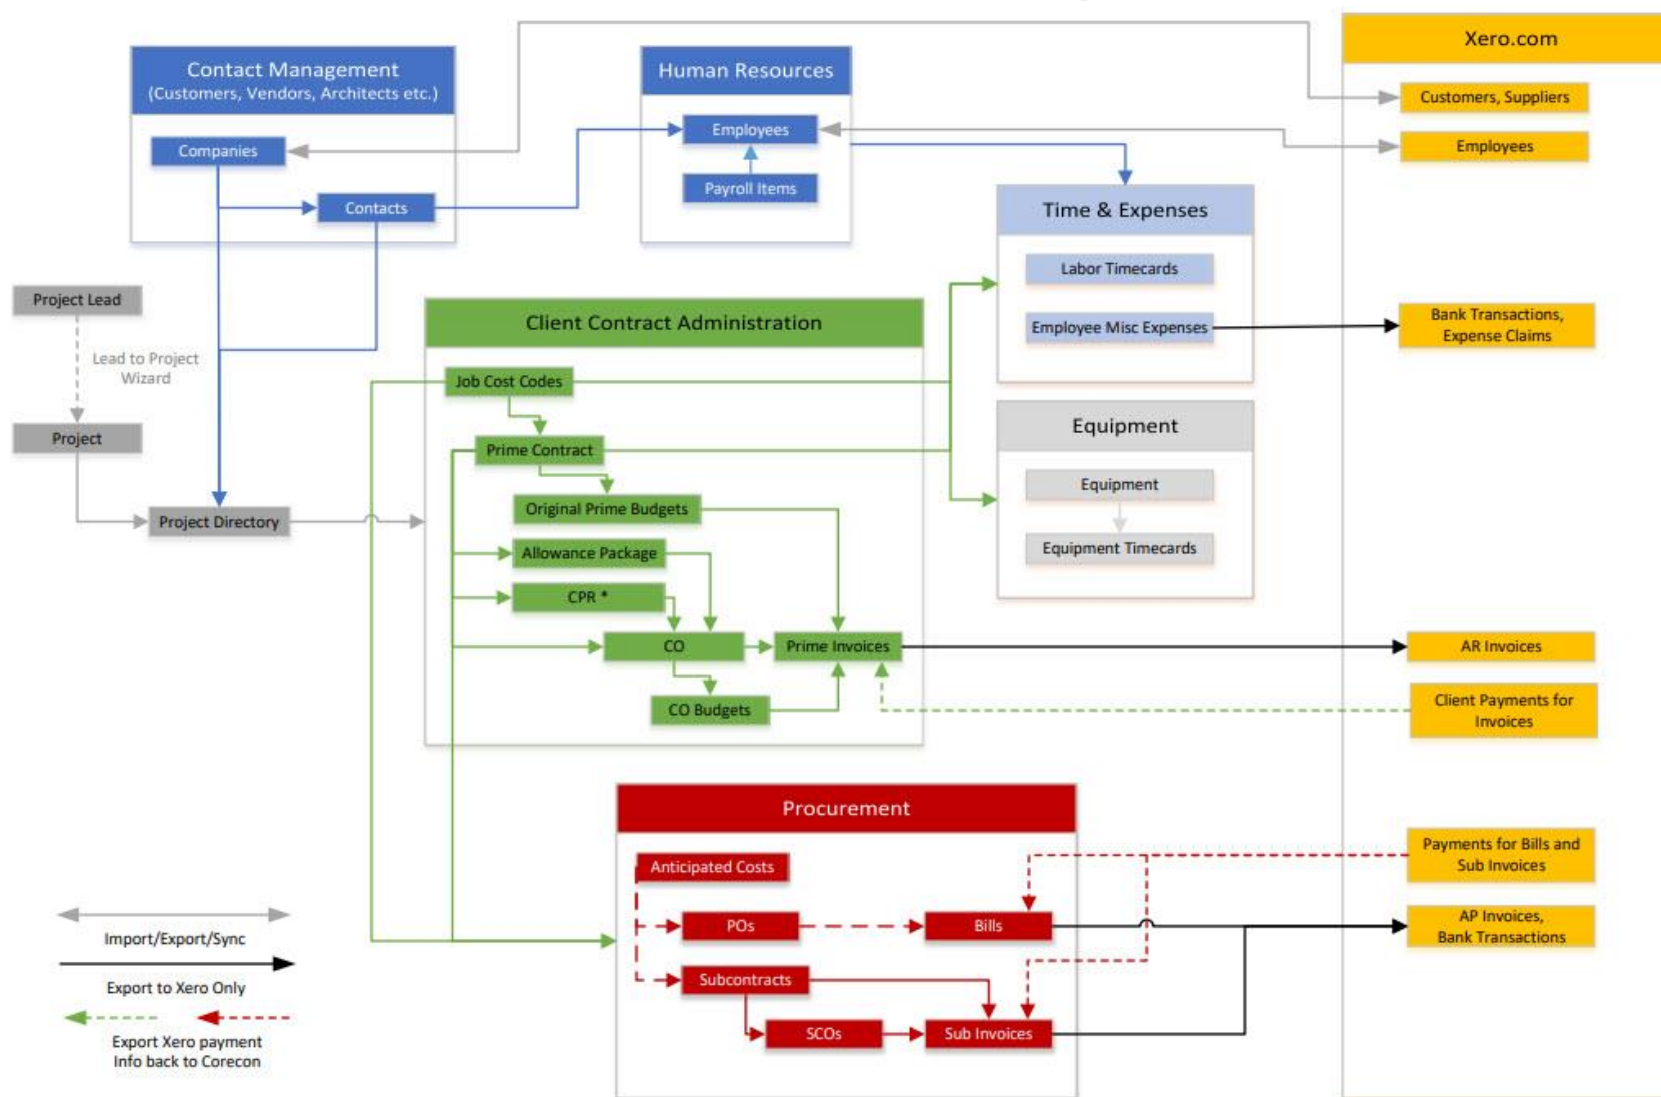 Contact Management
(Customers, Vendors, Architects etc.)
Companies
Contacts
Human Resources
Employees
Payroll Items
Xero.com
Customers, Suppliers
Employees
Time & Expenses
Labor Timecards
Employee Misc Expenses
Bank Transactions,
Expense Claims
Project Lead
Lead to Project
Wizard
Project
Project Directory
Client Contract Administration
Job Cost Codes
Prime Contract
Original Prime Budgets
Allowance Package
CPR *
CO
Prime Invoices
CO Budgets
Equipment
Equipment
Equipment Timecards
AR Invoices
Client Payments for
Invoices
Procurement
Anticipated Costs
POs
Bills
Subcontracts
SCOs
Sub Invoices
Payments for Bills and
Sub Invoices
AP Invoices,
Bank Transactions
Import/Export/Sync
Export to Xero Only
Export Xero payment
Info back to Corecon